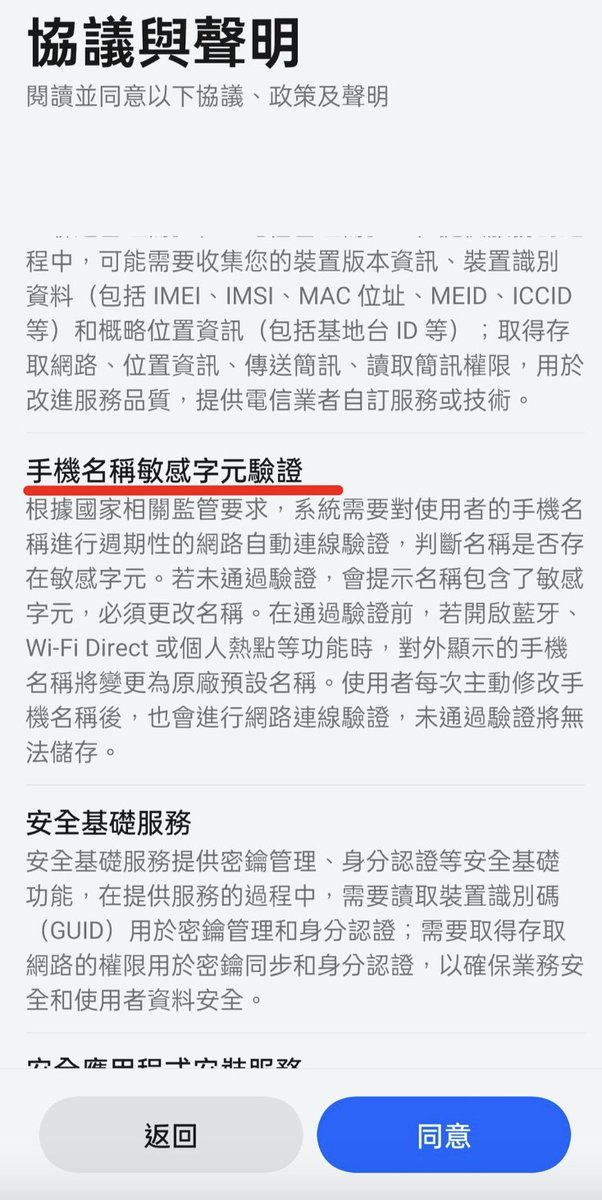 協議與聲明
閱讀並同意以下協議、政策及聲明
程中，可能需要收集您的裝置版本資訊、裝置識別
資料（包括 IMEI、IMSI、MAC 位址、MEID、ICCID
等）和概略位置資訊（包括基地台 ID 等）；取得存
取網路、位置資訊、傳送簡訊、讀取簡訊權限，用於
改進服務品質，提供電信業者自訂服務或技術。
手機名稱敏感字元驗證
根據國家相關監管要求，系統需要對使用者的手機名
稱進行週期性的網路自動連線驗證，判斷名稱是否存
在敏感字元。若未通過驗證，會提示名稱包含了敏感
字元，必須更改名稱。在通過驗證前，若開啟藍牙、
Wi-Fi Direct 或個人熱點等功能時，對外顯示的手機
名稱將變更為原廠預設名稱。使用者每次主動修改手
機名稱後，也會進行網路連線驗證，未通過驗證將無
法儲存。
安全基礎服務
安全基礎服務提供密鑰管理、身分認證等安全基礎
功能，在提供服務的過程中，需要讀取裝置識別碼
（GUID）用於密鑰管理和身分認證；需要取得存取
網路的權限用於密鑰同步和身分認證，以確保業務安
全和使用者資料安全。
安全應用程式安裝服務
返回
同意